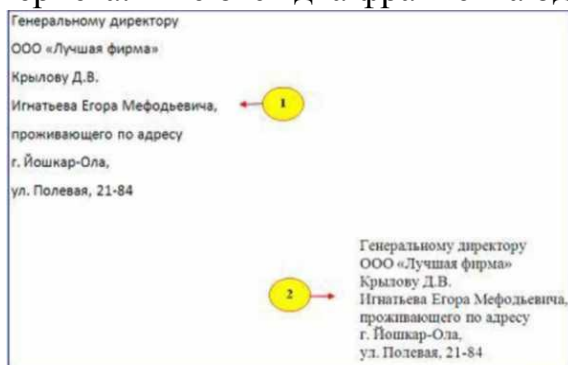 Генеральному директору
ООО «Лучшая фирма»
Крылову Д.В.
Игнатьева Егора Мефодьевича,
1
проживающего по адресу
г. Йошкар-Ола,
ул. Полевая, 21-84
Генеральному директору
ООО «Лучшая фирма»
Крылову Д.В.
2
Игнатьева Егора Мефодьевича,
проживающего по адресу
г. Йошкар-Ола,
ул. Полевая, 21-84